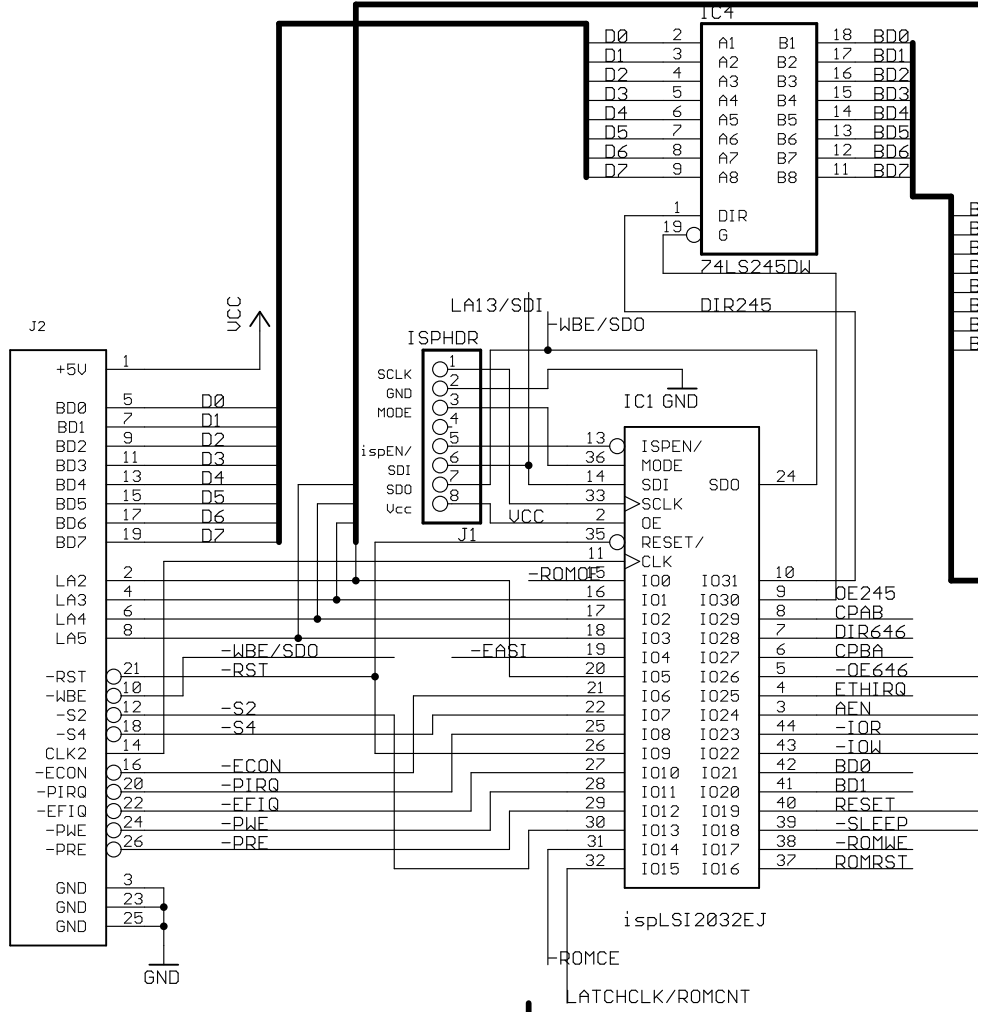 IC4
D0 2 A1 B1 18 BD0
D1 3 A2 B2 17 BD1
D2 4 A3 B3 16 BD2
D3 5 A4 B4 15 BD3
D4 6 A5 B5 14 BD4
D5 7 A6 B6 13 BD5
D6 8 A7 B7 12 BD6
D7 9 A8 B8 11 BD7
1 DIR
19 G
74LS245DW
DIR245
B
B
B
B
B
B
B
B
LA13/SDI
-WBE/SDO
ISPHDR
SCLK 1
GND 2
MODE 3
4
ispEN/ 5
SDI 6
SDO 7
Vcc 8
J1
VCC
GND
J2
VCC
+5V 1
BD0 5 D0
BD1 7 D1
BD2 9 D2
BD3 11 D3
BD4 13 D4
BD5 15 D5
BD6 17 D6
BD7 19 D7
LA2 2
LA3 4
LA4 6
LA5 8
-WBE/SDO
-RST 21 -RST
-WBE 10
-S2 12 -S2
-S4 18 -S4
CLK2 14
-ECON 16 -ECON
-PIRQ 20 -PIRQ
-EFIQ 22 -EFIQ
-PWE 24 -PWE
-PRE 26 -PRE
GND 3
GND 23
GND 25
GND
IC1
13 ISPEN/
36 MODE
14 SDI SDO 24
33 SCLK
2 OE
35 RESET/
11 CLK
-ROMOE 15 IO0 IO31 10
16 IO1 IO30 9 OE245
17 IO2 IO29 8 CPAB
18 IO3 IO28 7 DIR646
-EASI 19 IO4 IO27 6 CPBA
20 IO5 IO26 5 -OE646
21 IO6 IO25 4 ETHIRQ
22 IO7 IO24 3 AEN
25 IO8 IO23 44 -IOR
26 IO9 IO22 43 -IOW
27 IO10 IO21 42 BD0
28 IO11 IO20 41 BD1
29 IO12 IO19 40 RESET
30 IO13 IO18 39 -SLEEP
31 IO14 IO17 38 -ROMWE
32 IO15 IO16 37 ROMRST
ispLSI2032EJ
-ROMCE
LATCHCLK/ROMCNT